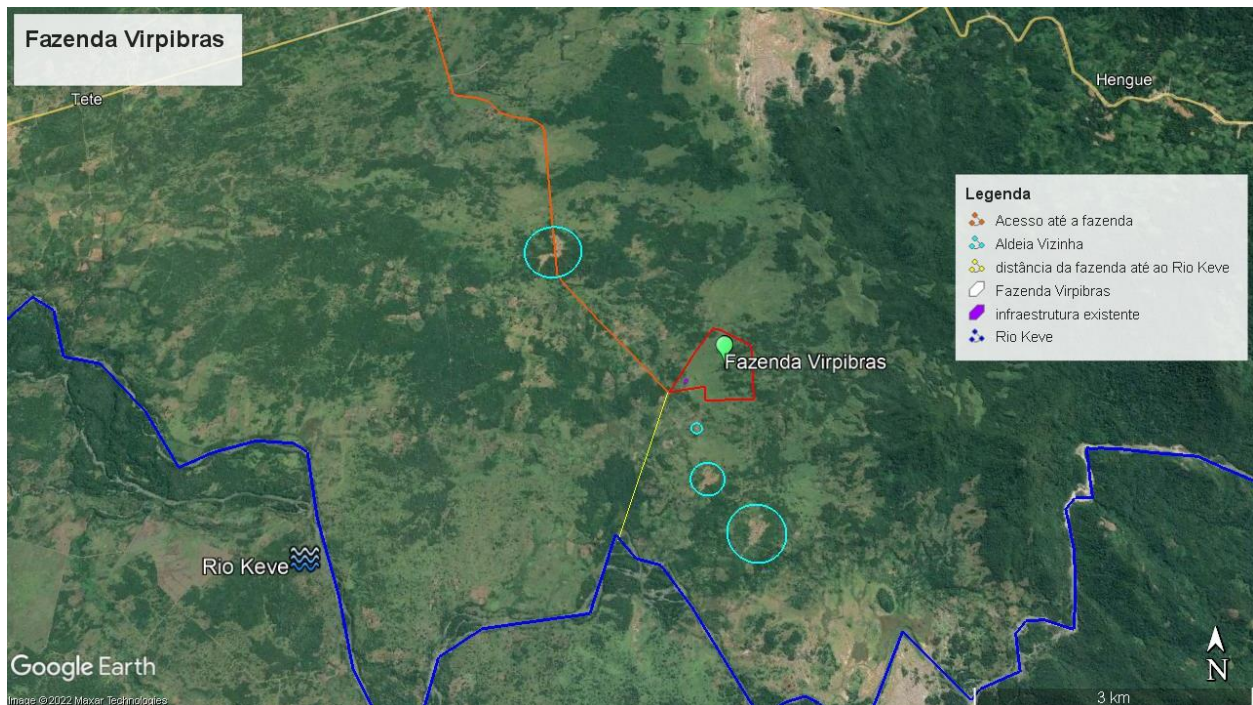 Fazenda Virpibras
Tete
Hengue
Legenda
Acesso até a fazenda
Aldeia Vizinha
distância da fazenda até ao Rio Keve
Fazenda Virpibras
infraestrutura existente
Rio Keve
Fazenda Virpibras
Rio Keve
Google Earth
N
Image © 2022 Maxar Technologies
3 km